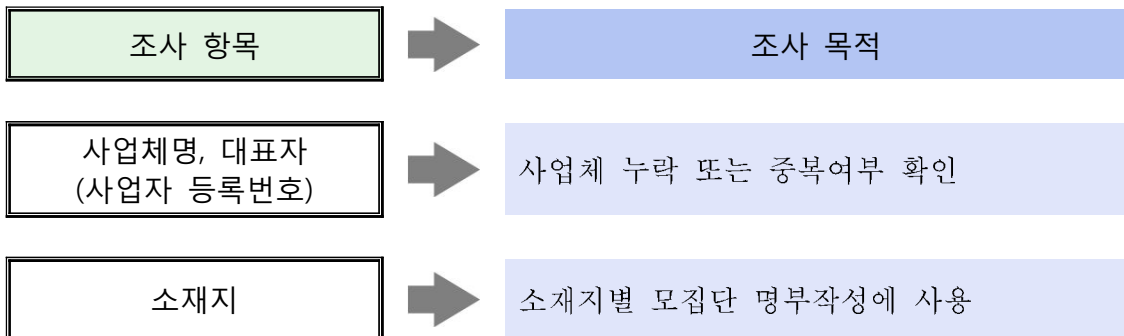 조사 항목
조사 목적
사업체명, 대표자
(사업자 등록번호)
사업체 누락 또는 중복여부 확인
소재지
소재지별 모집단 명부작성에 사용